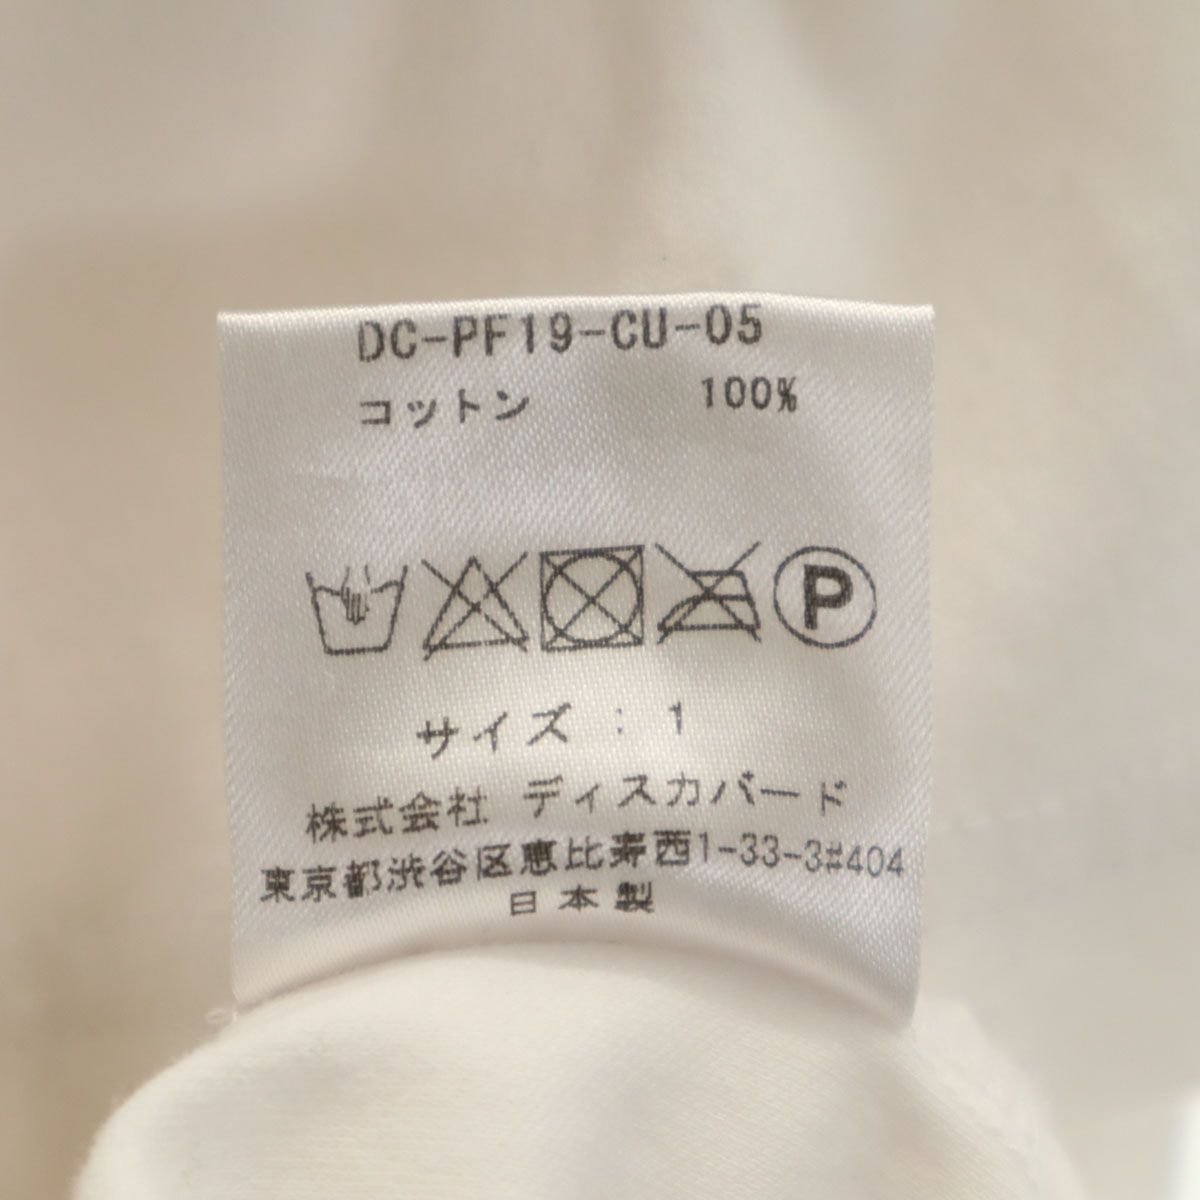 DC-PF19-CU-05
コットン 100%
P
サイズ : 1
株式会社 ディスカバード
東京都渋谷区恵比寿西1-33-3#404
日本製